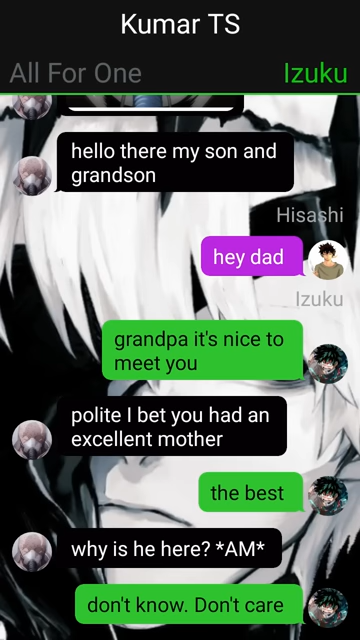 Kumar TS
All For One
Izuku
hello there my son and
grandson
Hisashi
hey dad
Izuku
grandpa it's nice to
meet you
polite I bet you had an
excellent mother
the best
why is he here? *AM*
don't know. Don't care